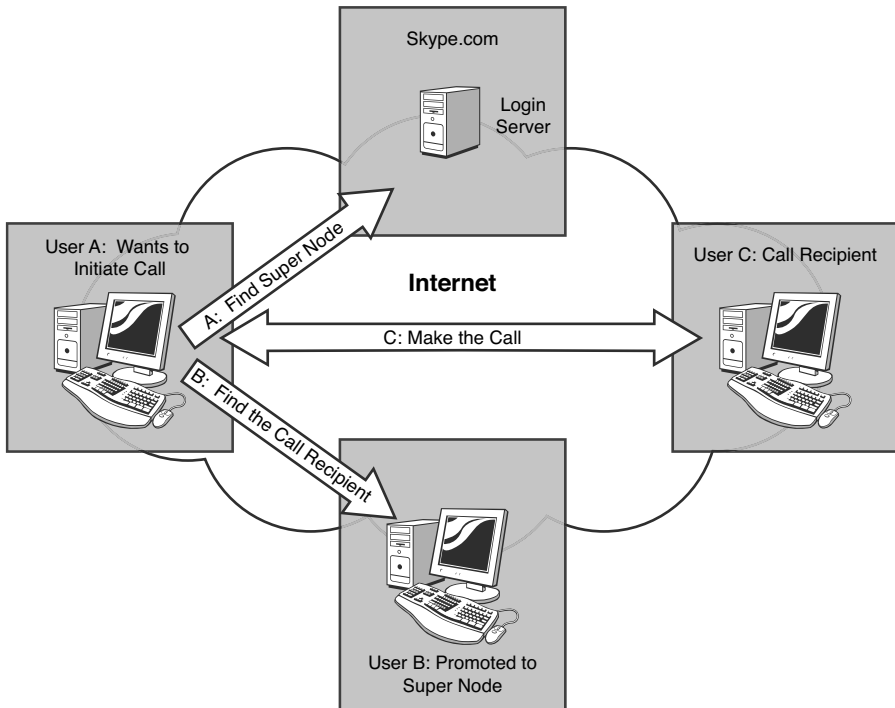 Skype.com
Login
Server
User A:  Wants to
Initiate Call
A:  Find Super Node
Internet
User C: Call Recipient
C: Make the Call
B:  Find the Call Recipient
User B: Promoted to
Super Node